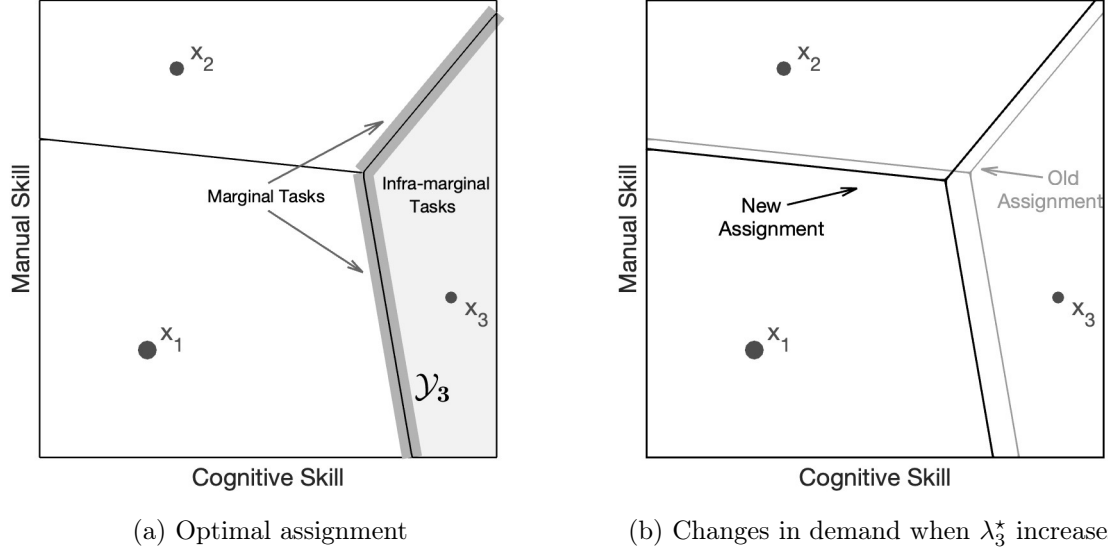 Manual Skill
x2
x1
x3
Marginal Tasks
Infra-marginal
Tasks
𝒴3
Cognitive Skill
(a) Optimal assignment
Manual Skill
x2
x1
x3
New
Assignment
Old
Assignment
Cognitive Skill
(b) Changes in demand when λ3⋆ increase